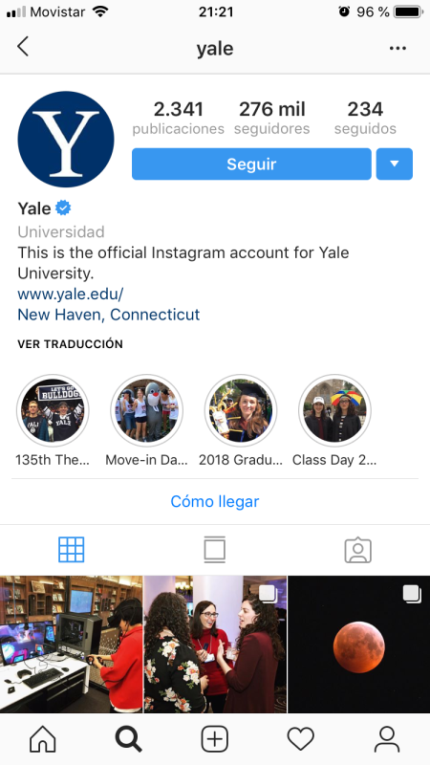 Movistar 21:21 96 %
yale
Y
2.341 276 mil 234
publicaciones seguidores seguidos
Seguir
Yale
Universidad
This is the official Instagram account for Yale
University.
www.yale.edu/
New Haven, Connecticut
VER TRADUCCIÓN
LET'S GO
BULLDOGS
YALE
135th The... Move-in Da... 2018 Gradu... Class Day 2...
Cómo llegar